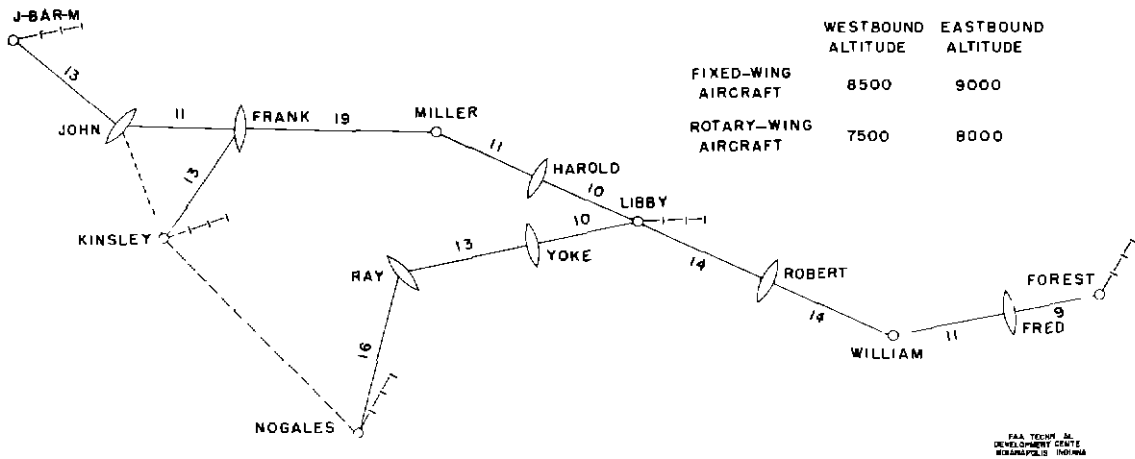 J-BAR-M
WESTBOUND EASTBOUND
ALTITUDE ALTITUDE
FIXED-WING
AIRCRAFT 8500 9000
ROTARY-WING
AIRCRAFT 7500 8000
13
JOHN
11
FRANK
19
MILLER
11
HAROLD
10
LIBBY
13
KINSLEY
10
YOKE
13
RAY
14
ROBERT
14
WILLIAM
11
FRED
9
FOREST
16
NOGALES
FAA
DEVELOPMENT
INDIANAPOLIS INDIANA